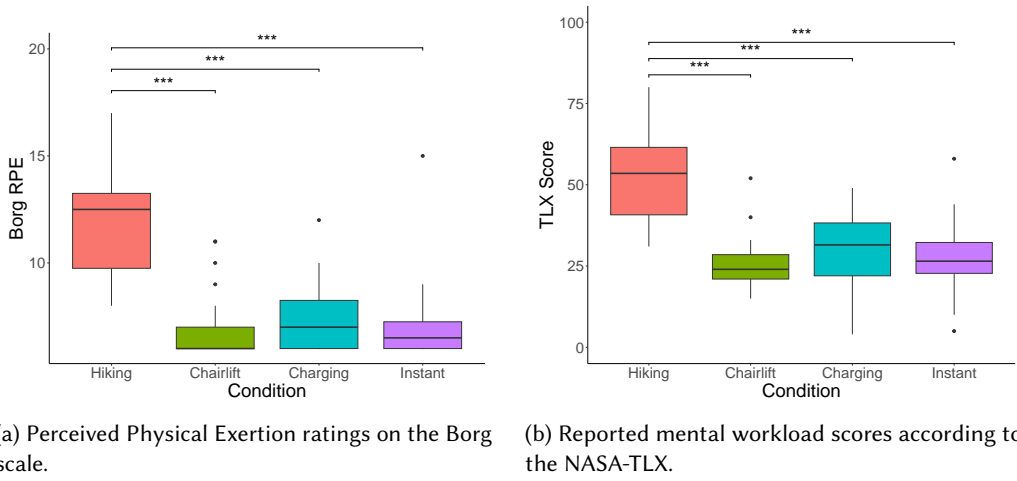 20
15
10
Borg RPE
***
***
***
Hiking Chairlift Charging Instant
Condition
100
75
50
25
0
TLX Score
***
***
***
Hiking Chairlift Charging Instant
Condition
a) Perceived Physical Exertion ratings on the Borg
scale.
(b) Reported mental workload scores according to
the NASA-TLX.